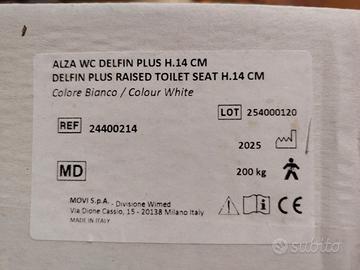 ALZA WC DELFIN PLUS H.14 CM
DELFIN PLUS RAISED TOILET SEAT H.14 CM
Colore Bianco / Colour White
REF 24400214
LOT 254000120
2025
MD
200 kg
MOVI S.p.A. - Divisione Wimed
Via Dione Cassio, 15 - 20138 Milano Italy
MADE IN ITALY
CE
subito